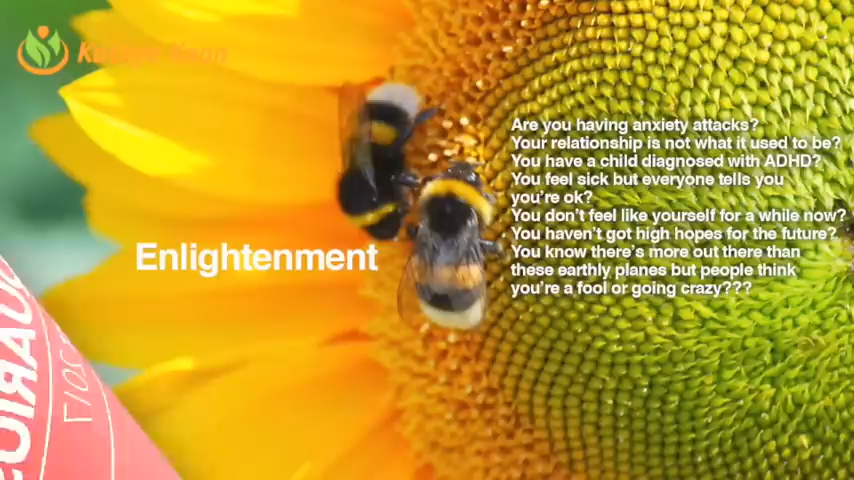 Enlightenment
Are you having anxiety attacks?
Your relationship is not what it used to be?
You have a child diagnosed with ADHD?
You feel sick but everyone tells you
you're ok?
You don't feel like yourself for a while now?
You haven't got high hopes for the future?
You know there's more out there than
these earthly planes but people think
you're a fool or going crazy???